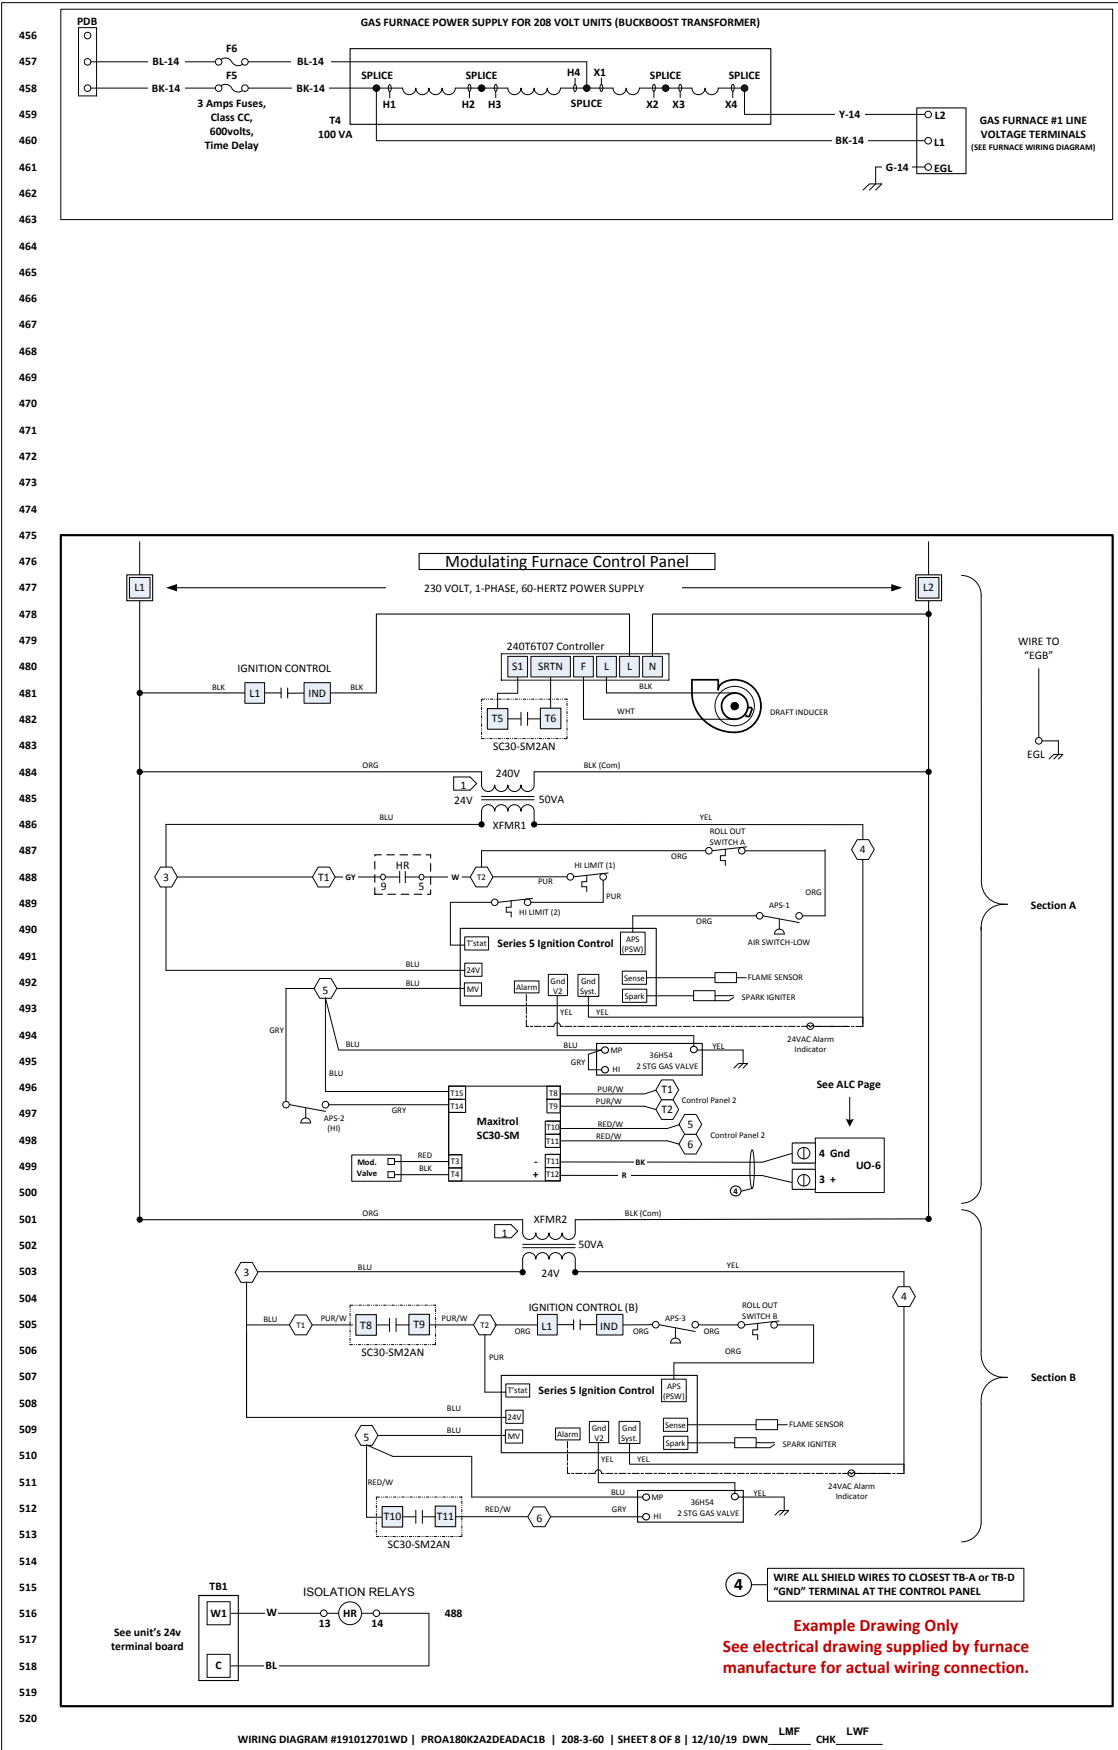 PDB
GAS FURNACE POWER SUPPLY FOR 208 VOLT UNITS (BUCKBOOST TRANSFORMER)
456
F6
457
BL-14
BL-14
H4
X1
SPLICE
SPLICE
SPLICE
SPLICE
F5
458
BK-14
BK-14
SPLICE
H1
H2
H3
X2
X3
X4
3 Amps Fuses,
Class CC,
600volts,
Time Delay
459
T4
100 VA
Y-14
L2
GAS FURNACE #1 LINE
VOLTAGE TERMINALS
(SEE FURNACE WIRING DIAGRAM)
460
BK-14
L1
461
G-14
EGL
462
463
464
465
466
467
468
469
470
471
472
473
474
475
476
Modulating Furnace Control Panel
477
L1
230 VOLT, 1-PHASE, 60-HERTZ POWER SUPPLY
L2
478
479
240T6T07 Controller
WIRE TO
"EGB"
480
IGNITION CONTROL
S1
SRTN
F
L
L
N
481
BLK
L1
IND
BLK
BLK
482
T5
T6
WHT
DRAFT INDUCER
483
SC30-SM2AN
EGL
484
ORG
240V
BLK (Com)
1
485
24V
50VA
486
BLU
XFMR1
YEL
487
ROLL OUT
SWITCH A
ORG
4
488
3
T1
GY
HR
9
5
W
T2
HI LIMIT (1)
PUR
ORG
489
PUR
HI LIMIT (2)
APS-1
490
ORG
AIR SWITCH-LOW
T'stat
Series 5 Ignition Control
APS
(PSW)
491
BLU
24V
Sense
FLAME SENSOR
492
5
BLU
MV
Alarm
Gnd
V2
Gnd
Syst.
Spark
SPARK IGNITER
493
YEL
YEL
494
GRY
BLU
BLU
MP
YEL
24VAC Alarm
Indicator
495
BLU
GRY
HI
36H54
2 STG GAS VALVE
496
T15
T8
PUR/W
T1
See ALC Page
497
APS-2
(HI)
GRY
T14
Maxitrol
SC30-SM
T9
PUR/W
T2
Control Panel 2
T10
RED/W
5
498
T11
RED/W
6
Control Panel 2
499
Mod.
Valve
RED
T3
-
T11
BK
4 Gnd
UO-6
BLK
T4
+
T12
R
3 +
500
4
501
ORG
XFMR2
BLK (Com)
1
502
50VA
503
3
BLU
24V
YEL
504
4
IGNITION CONTROL (B)
ROLL OUT
SWITCH B
505
BLU
T1
PUR/W
T8
T9
PUR/W
T2
ORG
L1
IND
ORG
APS-3
ORG
506
SC30-SM2AN
PUR
ORG
507
T'stat
Series 5 Ignition Control
APS
(PSW)
508
BLU
24V
Sense
FLAME SENSOR
509
5
BLU
MV
Alarm
Gnd
V2
Gnd
Syst.
Spark
SPARK IGNITER
510
YEL
YEL
511
RED/W
BLU
MP
YEL
24VAC Alarm
Indicator
512
T10
T11
RED/W
6
GRY
HI
36H54
2 STG GAS VALVE
513
SC30-SM2AN
514
Section A
Section B
515
TB1
ISOLATION RELAYS
4
WIRE ALL SHIELD WIRES TO CLOSEST TB-A or TB-D
"GND" TERMINAL AT THE CONTROL PANEL
516
W1
W
13
HR
14
488
517
See unit's 24v
terminal board
518
C
BL
519
520
Example Drawing Only
See electrical drawing supplied by furnace
manufacture for actual wiring connection.
WIRING DIAGRAM #191012701WD | PROA180K2A2DEADAC1B | 208-3-60 | SHEET 8 OF 8 | 12/10/19 DWN LMF CHK LWF